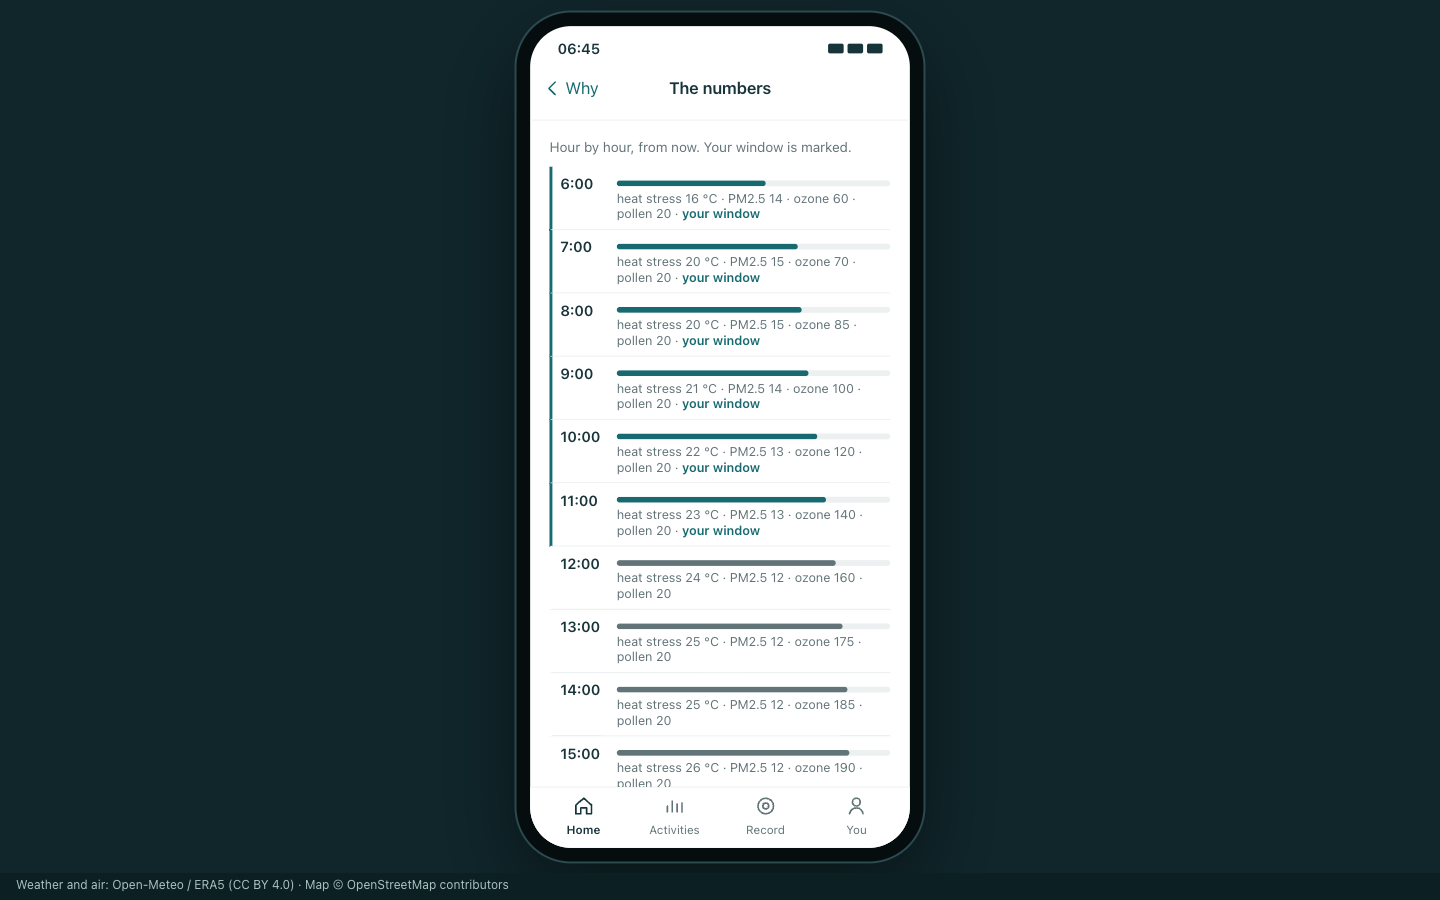 06:45
Why
The numbers
Hour by hour, from now. Your window is marked.
6:00
heat stress 16 °C · PM2.5 14 · ozone 60 ·
pollen 20 · your window
7:00
heat stress 20 °C · PM2.5 15 · ozone 70 ·
pollen 20 · your window
8:00
heat stress 20 °C · PM2.5 15 · ozone 85 ·
pollen 20 · your window
9:00
heat stress 21 °C · PM2.5 14 · ozone 100 ·
pollen 20 · your window
10:00
heat stress 22 °C · PM2.5 13 · ozone 120 ·
pollen 20 · your window
11:00
heat stress 23 °C · PM2.5 13 · ozone 140 ·
pollen 20 · your window
12:00
heat stress 24 °C · PM2.5 12 · ozone 160 ·
pollen 20
13:00
heat stress 25 °C · PM2.5 12 · ozone 175 ·
pollen 20
14:00
heat stress 25 °C · PM2.5 12 · ozone 185 ·
pollen 20
15:00
heat stress 26 °C · PM2.5 12 · ozone 190 ·
pollen 20
Home
Activities
Record
You
Weather and air: Open-Meteo / ERA5 (CC BY 4.0) · Map © OpenStreetMap contributors